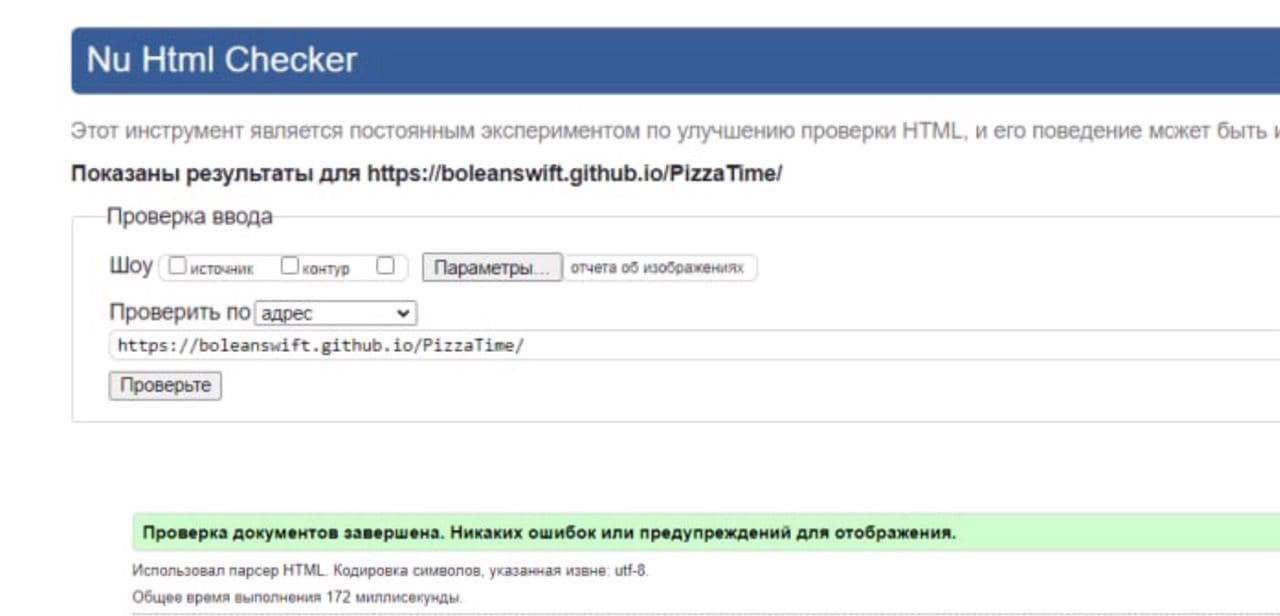 Nu Html Checker
Этот инструмент является постоянным экспериментом по улучшению проверки HTML, и его поведение может быть
Показаны результаты для https://boleanswift.github.io/PizzaTime/
Проверка ввода
Шоу источник контур Параметры... отчета об изображениях
Проверить по адрес
https://boleanswift.github.io/PizzaTime/
Проверьте
Проверка документов завершена. Никаких ошибок или предупреждений для отображения.
Использовал парсер HTML. Кодировка символов, указанная извне: utf-8.
Общее время выполнения 172 миллисекунды.